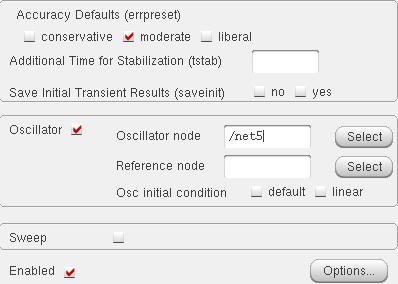 Accuracy Defaults (errpreset)
conservative moderate liberal
Additional Time for Stabilization (tstab)
Save Initial Transient Results (saveinit) no yes
Oscillator Oscillator node /net5 Select
Reference node Select
Osc initial condition default linear
Sweep
Enabled Options...